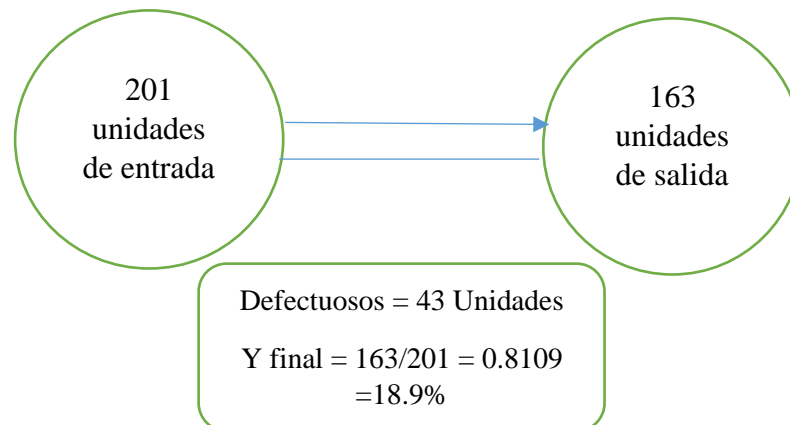 201
unidades
de entrada
163
unidades
de salida
Defectuosos = 43 Unidades
Y final = 163/201 = 0.8109
=18.9%